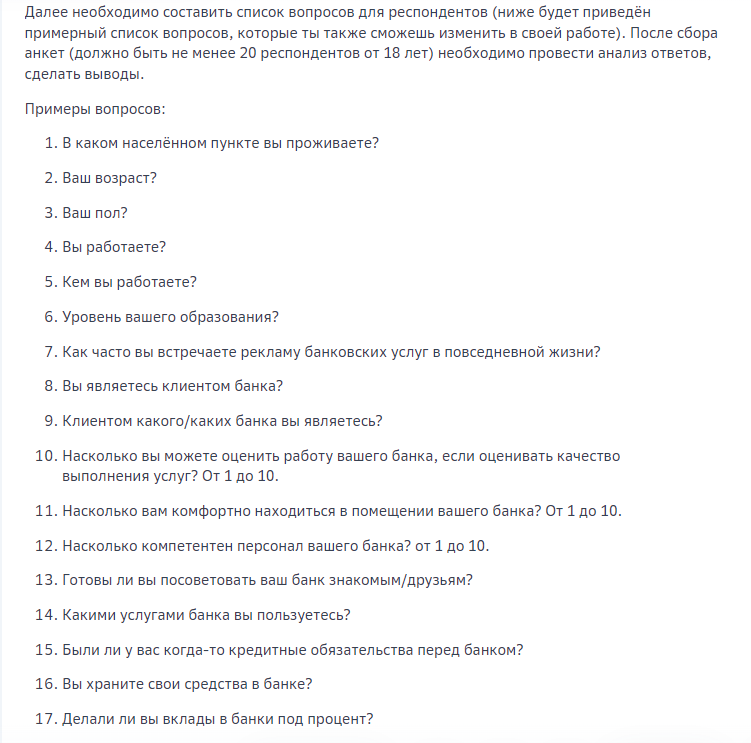 Далее необходимо составить список вопросов для респондентов (ниже будет приведён
примерный список вопросов, которые ты также сможешь изменить в своей работе). После сбора
анкет (должно быть не менее 20 респондентов от 18 лет) необходимо провести анализ ответов,
сделать выводы.
Примеры вопросов:
1. В каком населённом пункте вы проживаете?
2. Ваш возраст?
3. Ваш пол?
4. Вы работаете?
5. Кем вы работаете?
6. Уровень вашего образования?
7. Как часто вы встречаете рекламу банковских услуг в повседневной жизни?
8. Вы являетесь клиентом банка?
9. Клиентом какого/каких банка вы являетесь?
10. Насколько вы можете оценить работу вашего банка, если оценивать качество
выполнения услуг? От 1 до 10.
11. Насколько вам комфортно находиться в помещении вашего банка? От 1 до 10.
12. Насколько компетентен персонал вашего банка? от 1 до 10.
13. Готовы ли вы посоветовать ваш банк знакомым/друзьям?
14. Какими услугами банка вы пользуетесь?
15. Были ли у вас когда-то кредитные обязательства перед банком?
16. Вы храните свои средства в банке?
17. Делали ли вы вклады в банки под процент?